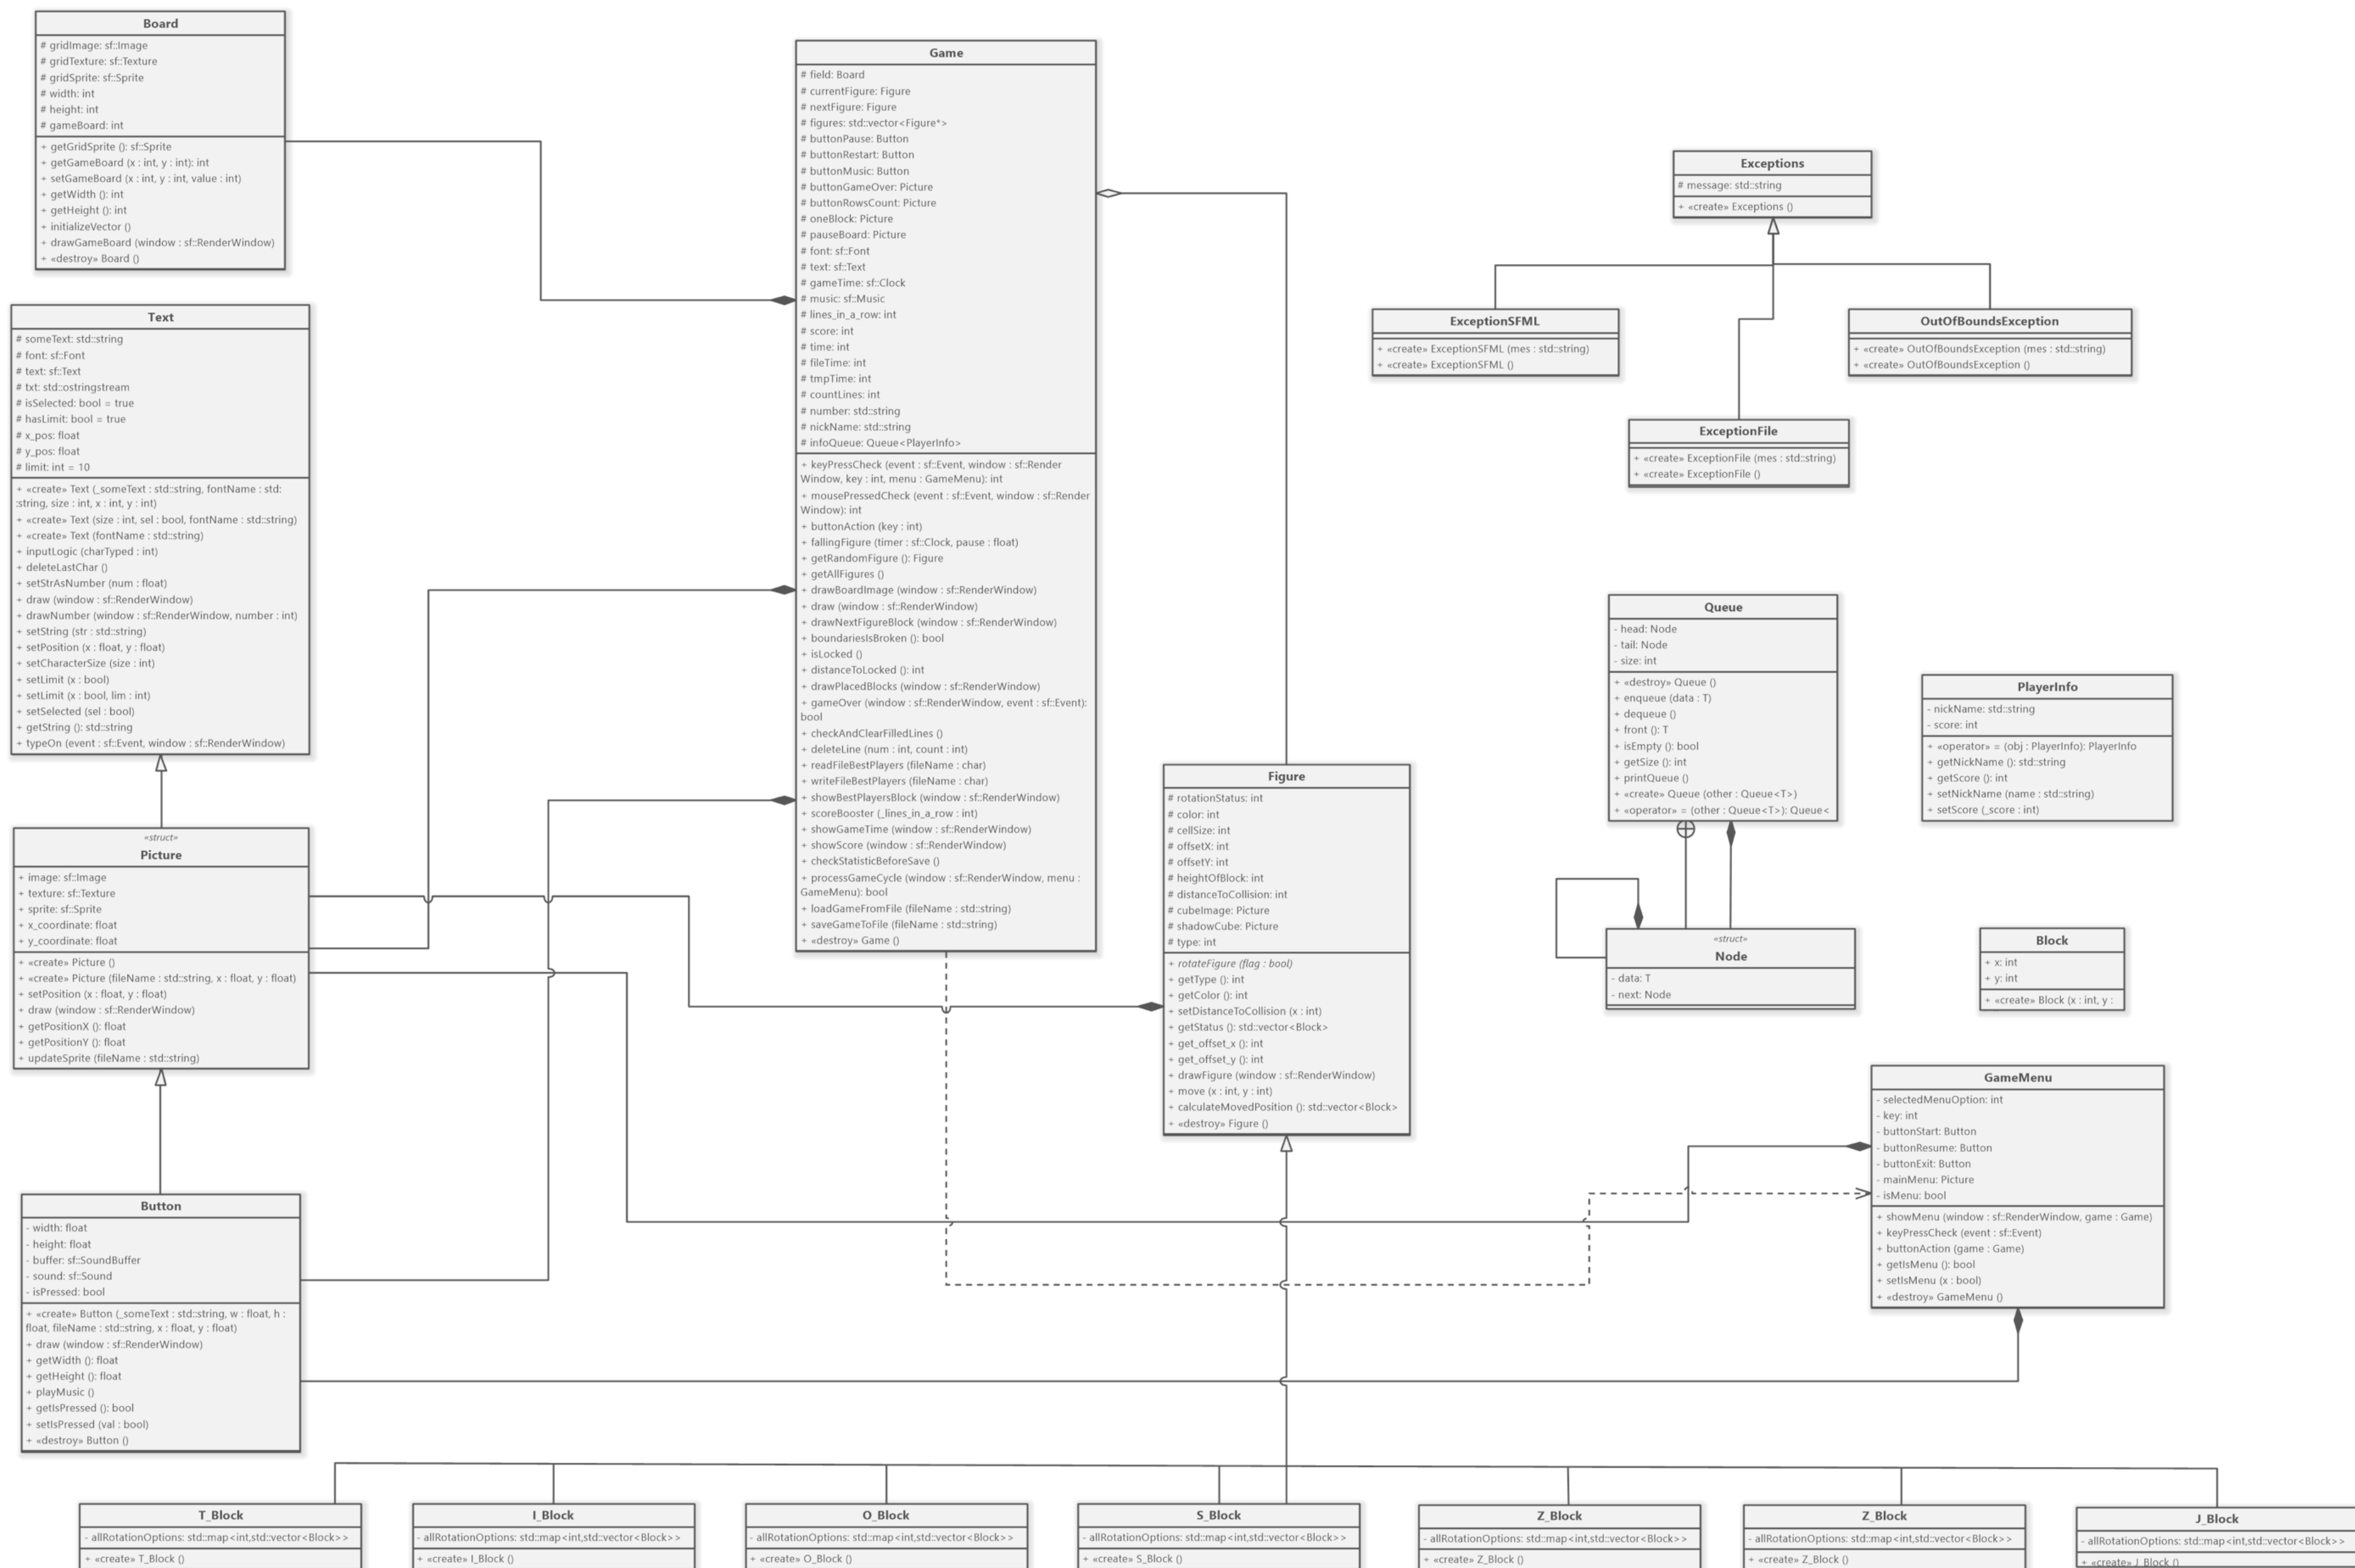 Board
# gridImage: sf::Image
# gridTexture: sf::Texture
# gridSprite: sf::Sprite
# width: int
# height: int
# gameBoard: int
+ getGridSprite (): sf::Sprite
+ getGameBoard (x : int, y : int): int
+ setGameBoard (x : int, y : int, value : int)
+ getWidth (): int
+ getHeight (): int
+ initializeVector ()
+ drawGameBoard (window : sf::RenderWindow)
+ «destroy» Board ()
Text
# someText: std::string
# font: sf::Font
# text: sf::Text
# txt: std::ostringstream
# isSelected: bool = true
# hasLimit: bool = true
# x_pos: float
# y_pos: float
# limit: int = 10
+ «create» Text (_someText : std::string, fontName : std:
:string, size : int, x : int, y : int)
+ «create» Text (size : int, sel : bool, fontName : std::string)
+ «create» Text (fontName : std::string)
+ inputLogic (charTyped : int)
+ deleteLastChar ()
+ setStrAsNumber (num : float)
+ draw (window : sf::RenderWindow)
+ drawNumber (window : sf::RenderWindow, number : int)
+ setString (str : std::string)
+ setPosition (x : float, y : float)
+ setCharacterSize (size : int)
+ setLimit (x : bool)
+ setLimit (x : bool, lim : int)
+ setSelected (sel : bool)
+ getString (): std::string
+ typeOn (event : sf::Event, window : sf::RenderWindow)
«struct»
Picture
+ image: sf::Image
+ texture: sf::Texture
+ sprite: sf::Sprite
+ x_coordinate: float
+ y_coordinate: float
+ «create» Picture ()
+ «create» Picture (fileName : std::string, x : float, y : float)
+ setPosition (x : float, y : float)
+ draw (window : sf::RenderWindow)
+ getPositionX (): float
+ getPositionY (): float
+ updateSprite (fileName : std::string)
Button
- width: float
- height: float
- buffer: sf::SoundBuffer
- sound: sf::Sound
- isPressed: bool
+ «create» Button (_someText : std::string, w : float, h :
float, fileName : std::string, x : float, y : float)
+ draw (window : sf::RenderWindow)
+ getWidth (): float
+ getHeight (): float
+ playMusic ()
+ getIsPressed (): bool
+ setIsPressed (val : bool)
+ «destroy» Button ()
Game
# field: Board
# currentFigure: Figure
# nextFigure: Figure
# figures: std::vector<Figure*>
# buttonPause: Button
# buttonRestart: Button
# buttonMusic: Button
# buttonGameOver: Picture
# buttonRowsCount: Picture
# oneBlock: Picture
# pauseBoard: Picture
# font: sf::Font
# text: sf::Text
# gameTime: sf::Clock
# music: sf::Music
# lines_in_a_row: int
# score: int
# time: int
# fileTime: int
# tmpTime: int
# countLines: int
# number: std::string
# nickName: std::string
# infoQueue: Queue<PlayerInfo>
+ keyPressCheck (event : sf::Event, window : sf::Render
Window, key : int, menu : GameMenu): int
+ mousePressedCheck (event : sf::Event, window : sf::Render
Window): int
+ buttonAction (key : int)
+ fallingFigure (timer : sf::Clock, pause : float)
+ getRandomFigure (): Figure
+ getAllFigures ()
+ drawBoardImage (window : sf::RenderWindow)
+ draw (window : sf::RenderWindow)
+ drawNextFigureBlock (window : sf::RenderWindow)
+ boundariesIsBroken (): bool
+ isLocked ()
+ distanceToLocked (): int
+ drawPlacedBlocks (window : sf::RenderWindow)
+ gameOver (window : sf::RenderWindow, event : sf::Event):
bool
+ checkAndClearFilledLines ()
+ deleteLine (num : int, count : int)
+ readFileBestPlayers (fileName : char)
+ writeFileBestPlayers (fileName : char)
+ showBestPlayersBlock (window : sf::RenderWindow)
+ scoreBooster (_lines_in_a_row : int)
+ showGameTime (window : sf::RenderWindow)
+ showScore (window : sf::RenderWindow)
+ checkStatisticBeforeSave ()
+ processGameCycle (window : sf::RenderWindow, menu :
GameMenu): bool
+ loadGameFromFile (fileName : std::string)
+ saveGameToFile (fileName : std::string)
+ «destroy» Game ()
Figure
# rotationStatus: int
# color: int
# cellSize: int
# offsetX: int
# offsetY: int
# heightOfBlock: int
# distanceToCollision: int
# cubeImage: Picture
# shadowCube: Picture
# type: int
+ rotateFigure (flag : bool)
+ getType (): int
+ getColor (): int
+ setDistanceToCollision (x : int)
+ getStatus (): std::vector<Block>
+ get_offset_x (): int
+ get_offset_y (): int
+ drawFigure (window : sf::RenderWindow)
+ move (x : int, y : int)
+ calculateMovedPosition (): std::vector<Block>
+ «destroy» Figure ()
Exceptions
# message: std::string
+ «create» Exceptions ()
ExceptionSFML
+ «create» ExceptionSFML (mes : std::string)
+ «create» ExceptionSFML ()
OutOfBoundsException
+ «create» OutOfBoundsException (mes : std::string)
+ «create» OutOfBoundsException ()
ExceptionFile
+ «create» ExceptionFile (mes : std::string)
+ «create» ExceptionFile ()
Queue
- head: Node
- tail: Node
- size: int
+ «destroy» Queue ()
+ enqueue (data : T)
+ dequeue ()
+ front (): T
+ isEmpty (): bool
+ getSize (): int
+ printQueue ()
+ «create» Queue (other : Queue<T>)
+ «operator» = (other : Queue<T>): Queue<
PlayerInfo
- nickName: std::string
- score: int
+ «operator» = (obj : PlayerInfo): PlayerInfo
+ getNickName (): std::string
+ getScore (): int
+ setNickName (name : std::string)
+ setScore (_score : int)
«struct»
Node
- data: T
- next: Node
Block
+ x: int
+ y: int
+ «create» Block (x : int, y :
GameMenu
- selectedMenuOption: int
- key: int
- buttonStart: Button
- buttonResume: Button
- buttonExit: Button
- mainMenu: Picture
- isMenu: bool
+ showMenu (window : sf::RenderWindow, game : Game)
+ keyPressCheck (event : sf::Event)
+ buttonAction (game : Game)
+ getIsMenu (): bool
+ setIsMenu (x : bool)
+ «destroy» GameMenu ()
T_Block
- allRotationOptions: std::map<int,std::vector<Block>>
+ «create» T_Block ()
I_Block
- allRotationOptions: std::map<int,std::vector<Block>>
+ «create» I_Block ()
O_Block
- allRotationOptions: std::map<int,std::vector<Block>>
+ «create» O_Block ()
S_Block
- allRotationOptions: std::map<int,std::vector<Block>>
+ «create» S_Block ()
Z_Block
- allRotationOptions: std::map<int,std::vector<Block>>
+ «create» Z_Block ()
Z_Block
- allRotationOptions: std::map<int,std::vector<Block>>
+ «create» Z_Block ()
J_Block
- allRotationOptions: std::map<int,std::vector<Block>>
+ «create» J_Block ()